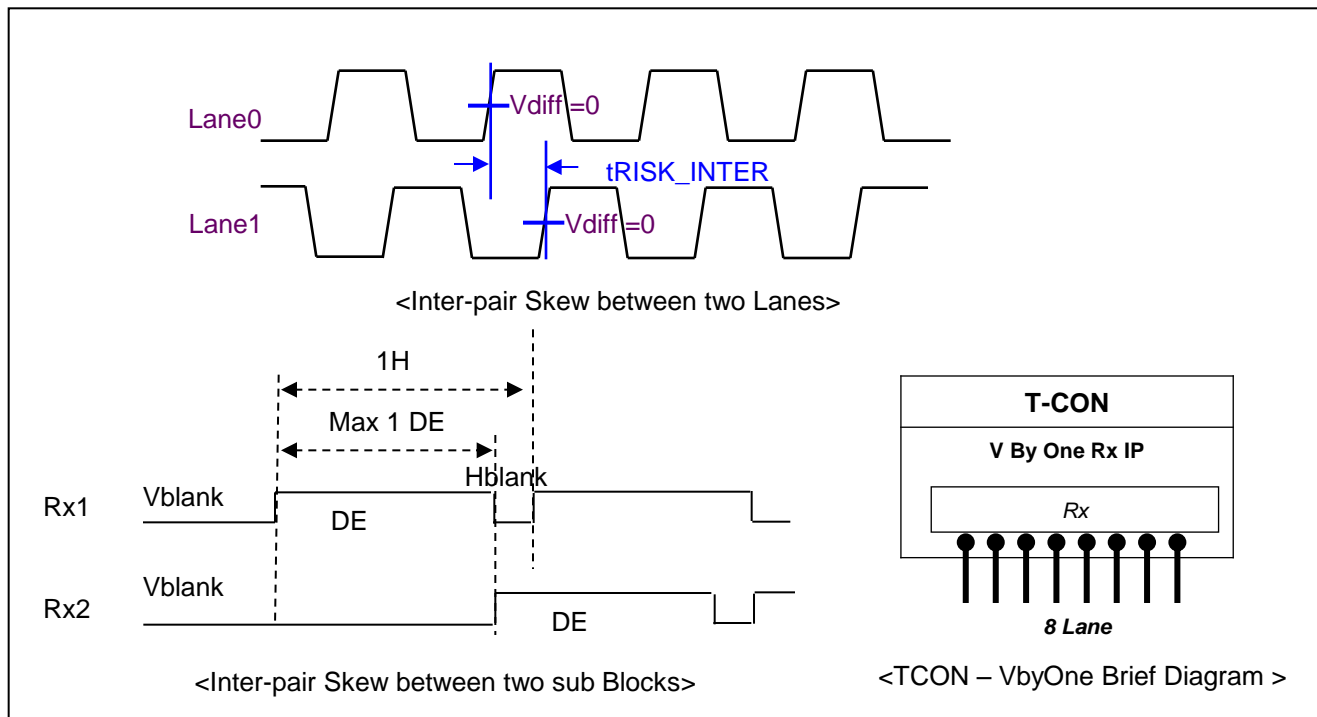 Lane0
Vdiff =0
tRISK_INTER
Lane1
Vdiff =0
<Inter-pair Skew between two Lanes>
1H
Max 1 DE
Hblank
Rx1
Vblank
DE
Rx2
Vblank
DE
<Inter-pair Skew between two sub Blocks>
T-CON
V By One Rx IP
Rx
8 Lane
<TCON – VbyOne Brief Diagram >